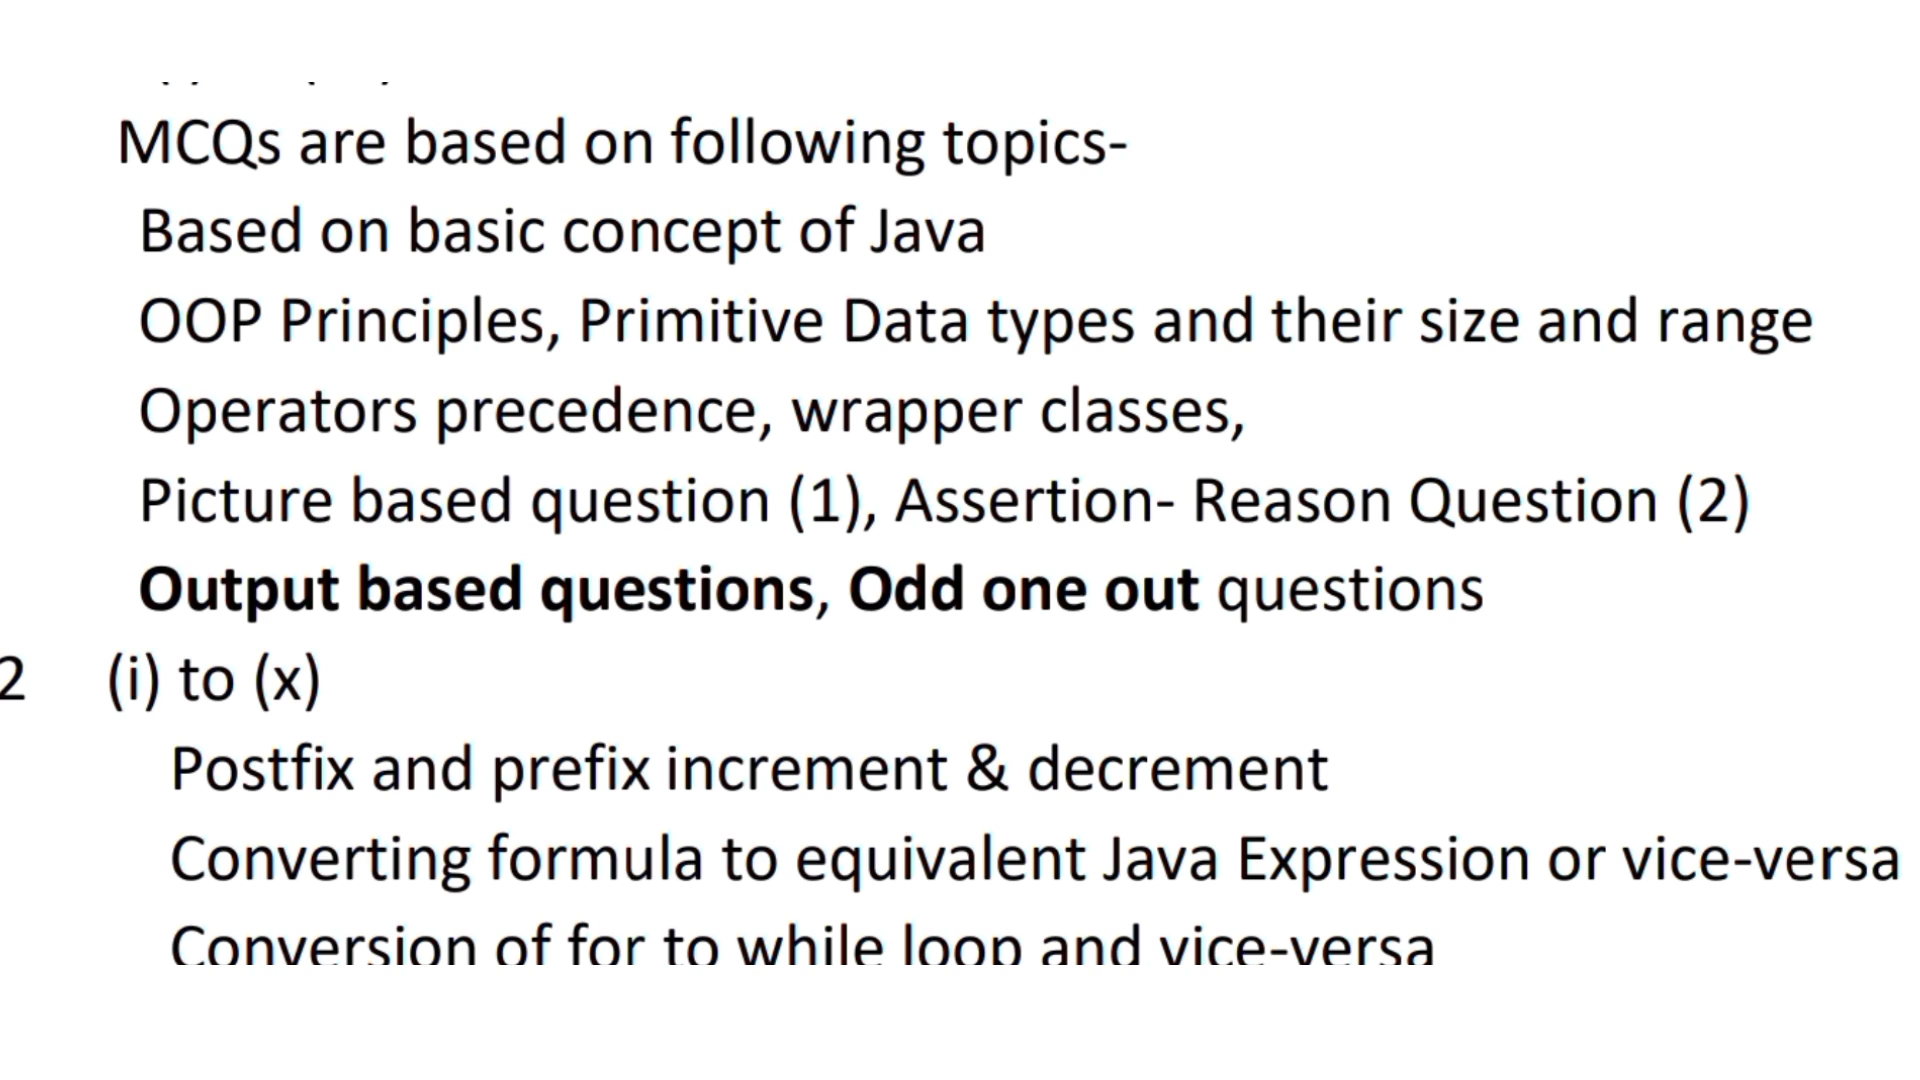 MCQs are based on following topics-
Based on basic concept of Java
OOP Principles, Primitive Data types and their size and range
Operators precedence, wrapper classes,
Picture based question (1), Assertion- Reason Question (2)
Output based questions, Odd one out questions
2 (i) to (x)
Postfix and prefix increment & decrement
Converting formula to equivalent Java Expression or vice-versa
Conversion of for to while loop and vice-versa